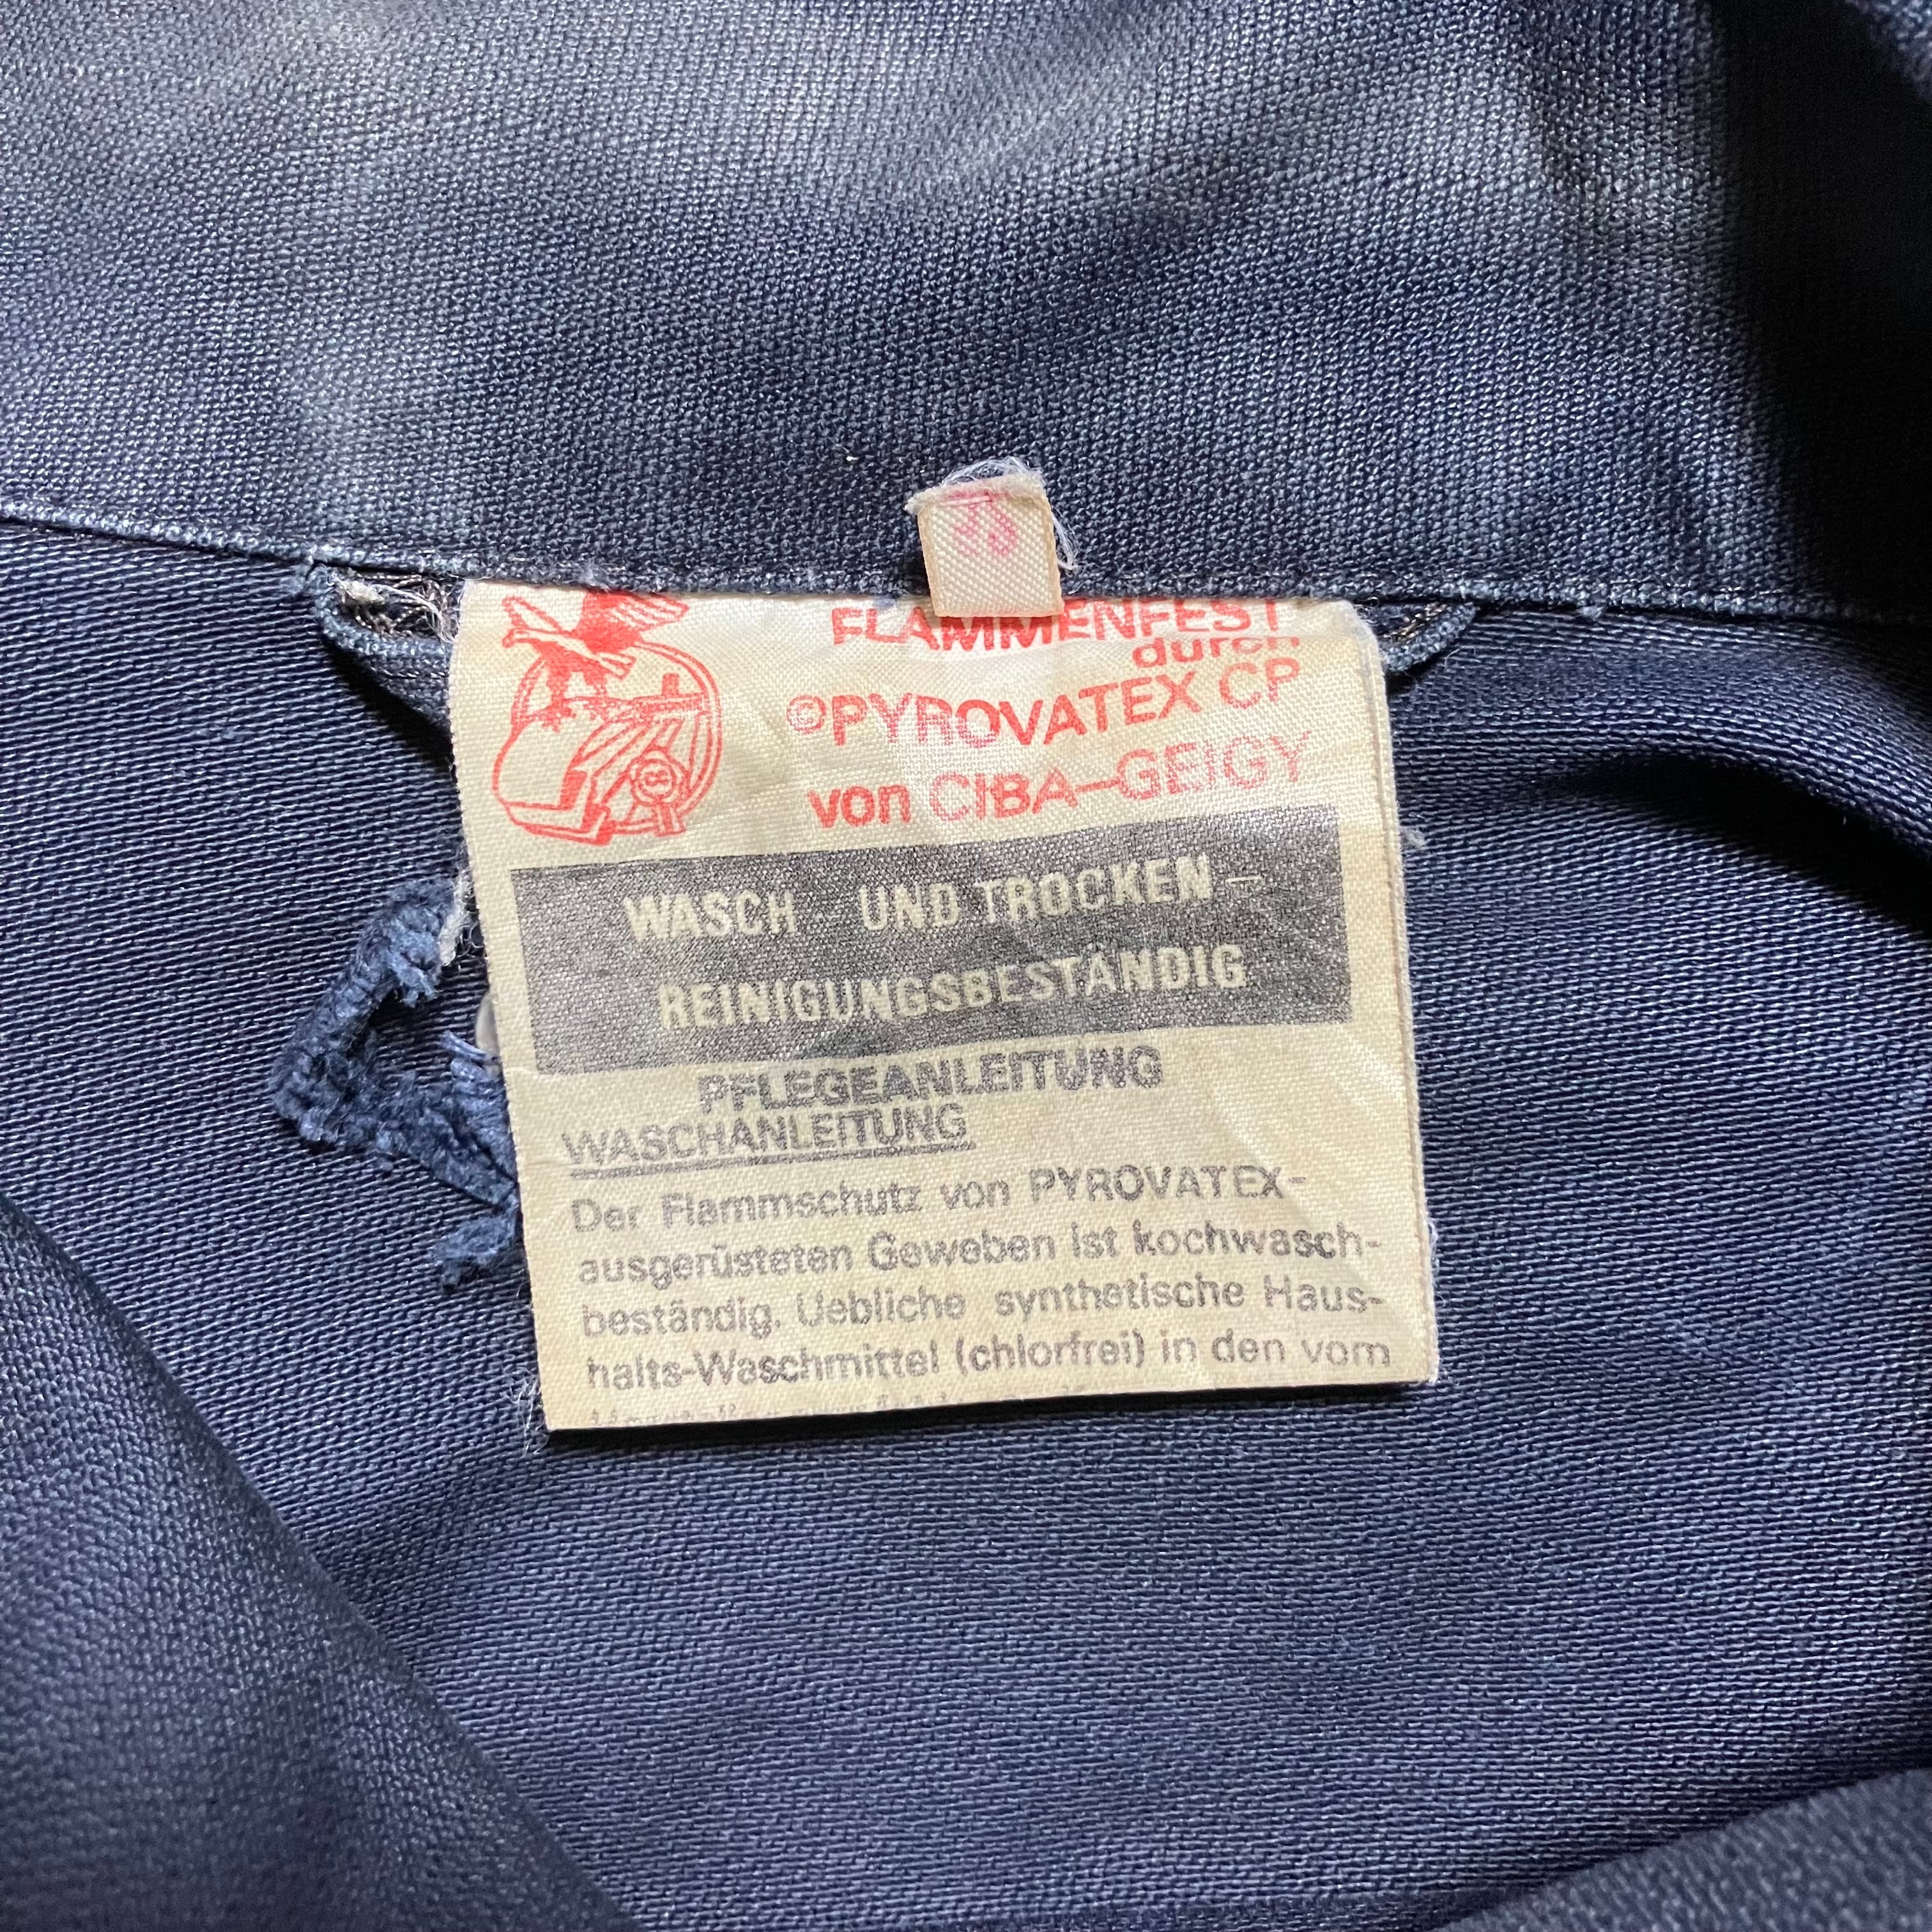 FLAMMENFEST
durch
©PYROVATEX CP
von CIBA-GEIGY
WASCH - UND TROCKEN-
REINIGUNGSBESTÄNDIG
PFLEGEANLEITUNG
WASCHANLEITUNG
Der Flammschutz von PYROVATEX-
ausgerüsteten Geweben ist kochwasch-
beständig. Uebliche synthetische Haus-
halts-Waschmittel (chlorfrei) in den vom